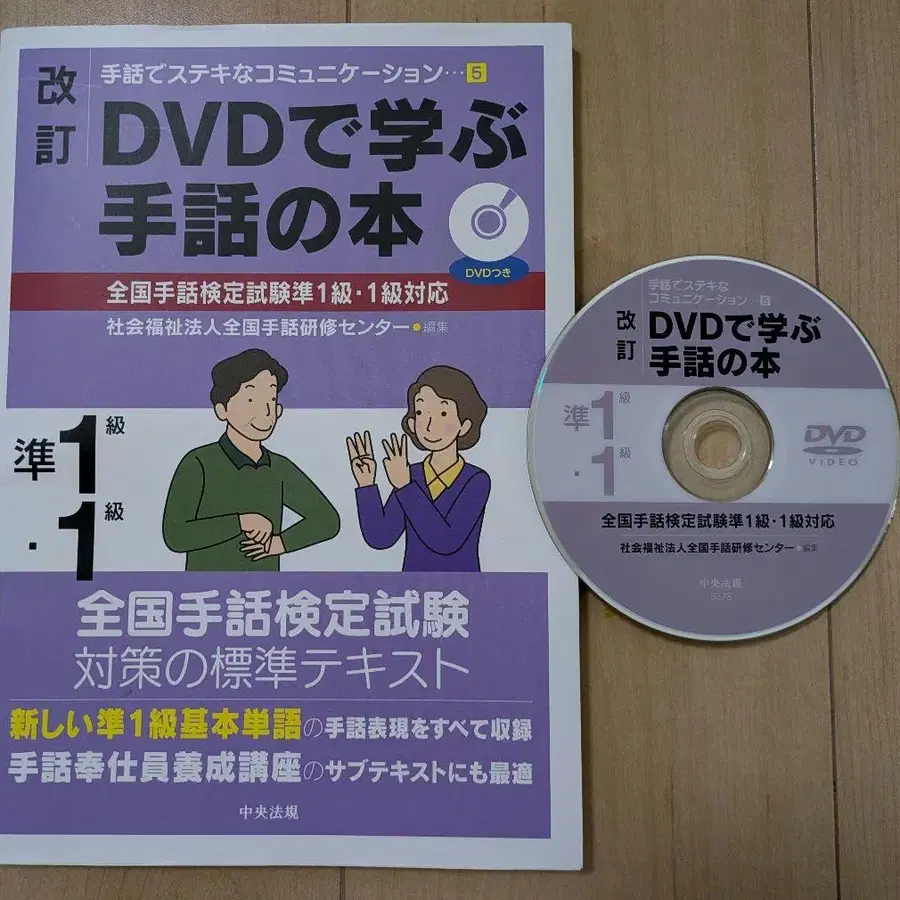 改訂
手話でステキなコミュニケーション…5
DVDで学ぶ
手話の本
DVDつき
全国手話検定試験準1級・1級対応
社会福祉法人全国手話研修センター●編集
準1級
・1級
全国手話検定試験
対策の標準テキスト
新しい準1級基本単語の手話表現をすべて収録
手話奉仕員養成講座のサブテキストにも最適
中央法規
手話でステキな
コミュニケーション…5
改訂
DVDで学ぶ
手話の本
準1級
・1級
DVD
VIDEO
全国手話検定試験準1級・1級対応
社会福祉法人全国手話研修センター●編集
中央法規